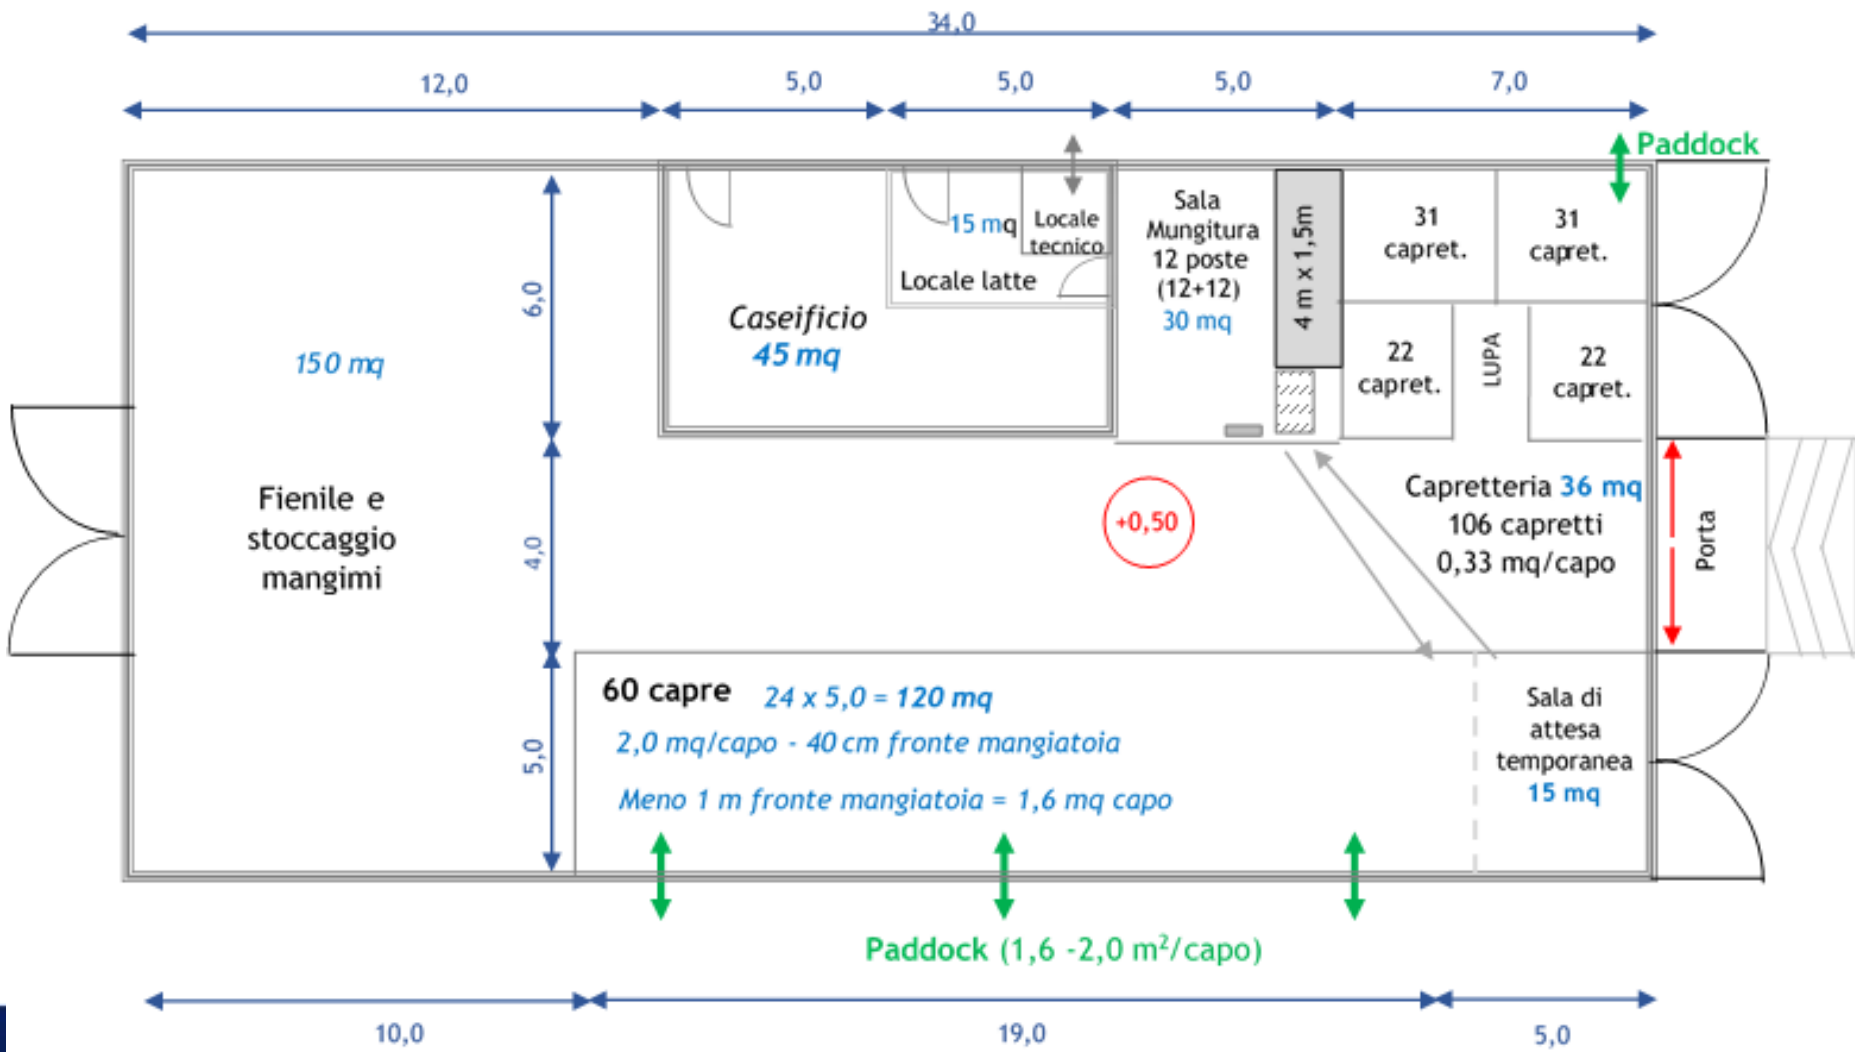 34,0
12,0
5,0
5,0
5,0
7,0
Paddock
6,0
4,0
5,0
150 mq
Fienile e
stoccaggio
mangimi
Caseificio
45 mq
15 mq
Locale latte
Locale
tecnico
Sala
Mungitura
12 poste
(12+12)
30 mq
4 m x 1,5m
31
capret.
31
capret.
22
capret.
LUPA
22
capret.
+0,50
Capretteria 36 mq
106 capretti
0,33 mq/capo
Porta
60 capre 24 x 5,0 = 120 mq
2,0 mq/capo - 40 cm fronte mangiatoia
Meno 1 m fronte mangiatoia = 1,6 mq capo
Sala di
attesa
temporanea
15 mq
Paddock (1,6 -2,0 m²/capo)
10,0
19,0
5,0